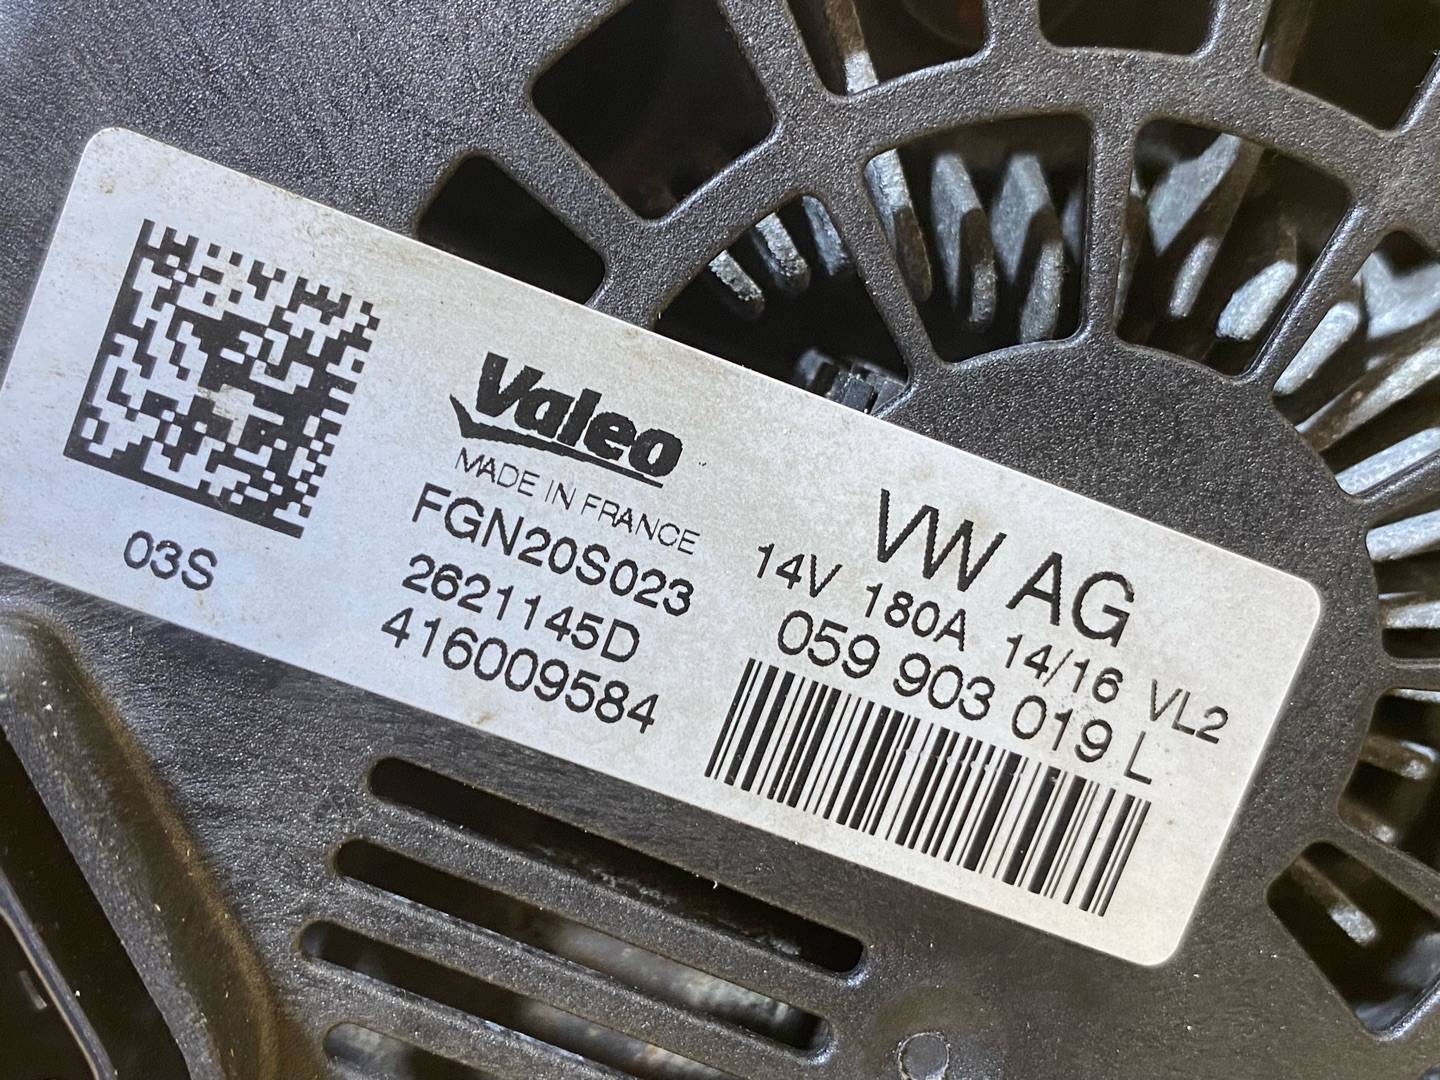 03S
Valeo
MADE IN FRANCE
FGN20S023
2621145D
416009584
VW AG
14V 180A 14/16 VL2
059 903 019 L